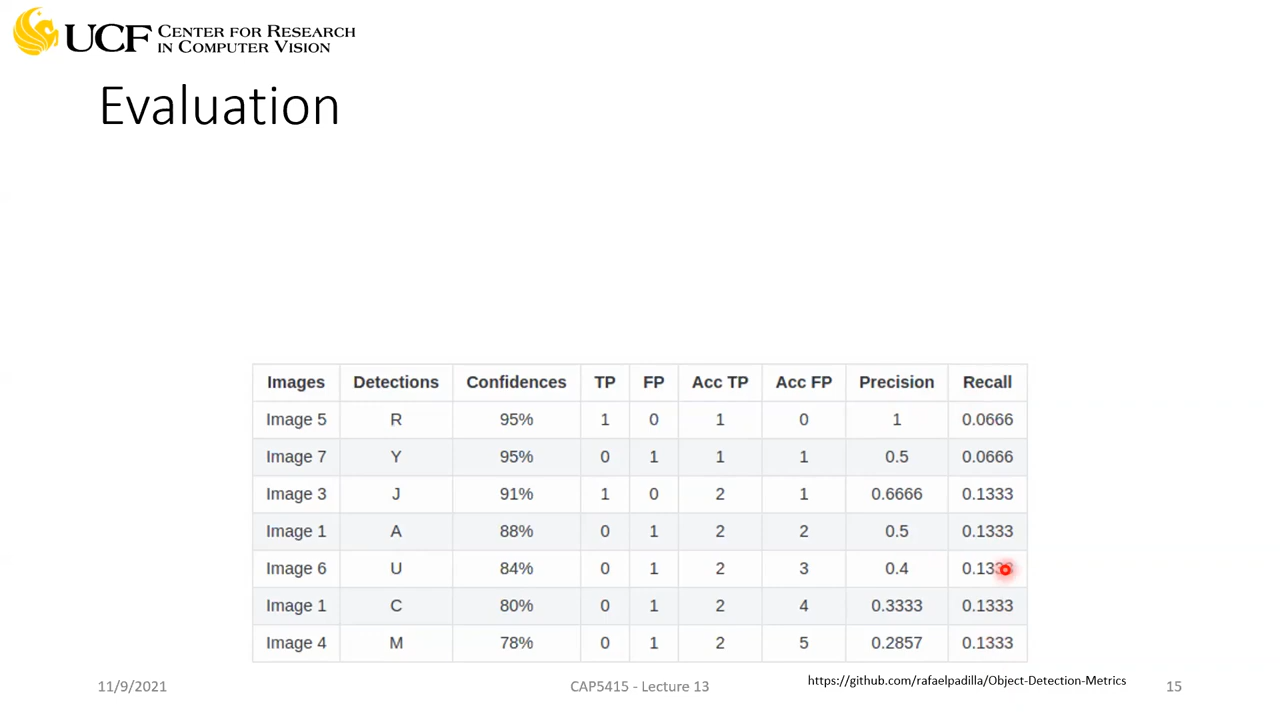 UCF CENTER FOR RESEARCH
IN COMPUTER VISION
Evaluation
Images Detections Confidences TP FP Acc TP Acc FP Precision Recall
Image 5 R 95% 1 0 1 0 1 0.0666
Image 7 Y 95% 0 1 1 1 0.5 0.0666
Image 3 J 91% 1 0 2 1 0.6666 0.1333
Image 1 A 88% 0 1 2 2 0.5 0.1333
Image 6 U 84% 0 1 2 3 0.4 0.1333
Image 1 C 80% 0 1 2 4 0.3333 0.1333
Image 4 M 78% 0 1 2 5 0.2857 0.1333
11/9/2021 CAP5415 - Lecture 13 https://github.com/rafaelpadilla/Object-Detection-Metrics 15